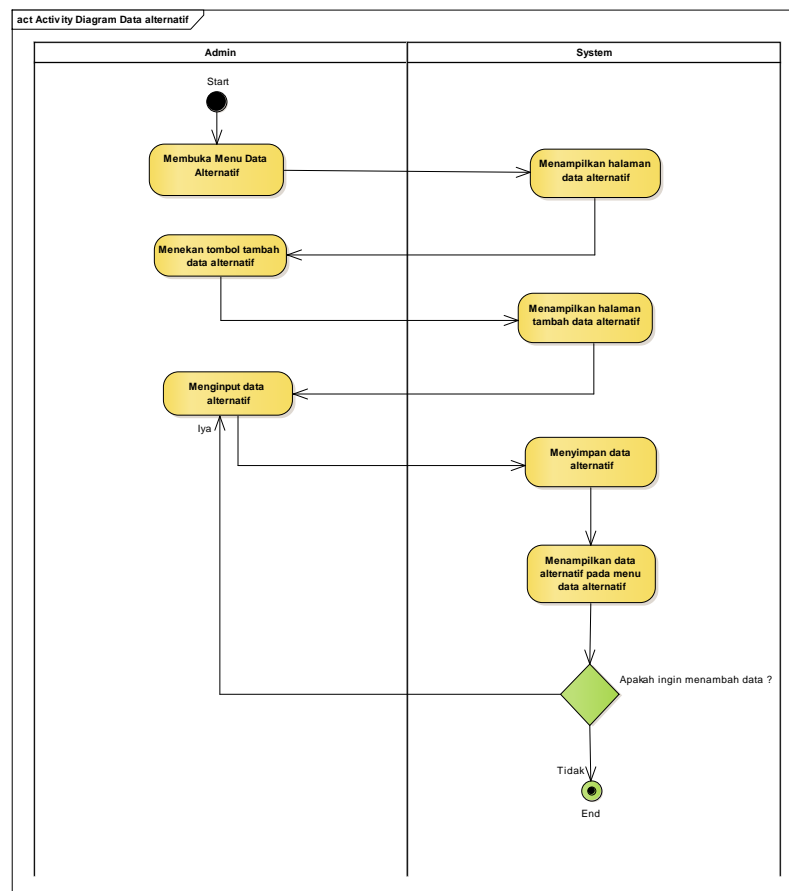 act Activity Diagram Data alternatif
Admin
System
Start
Membuka Menu Data
Alternatif
Menampilkan halaman
data alternatif
Menekan tombol tambah
data alternatif
Menampilkan halaman
tambah data alternatif
Menginput data
alternatif
Iya
Menyimpan data
alternatif
Menampilkan data
alternatif pada menu
data alternatif
Apakah ingin menambah data ?
Tidak
End